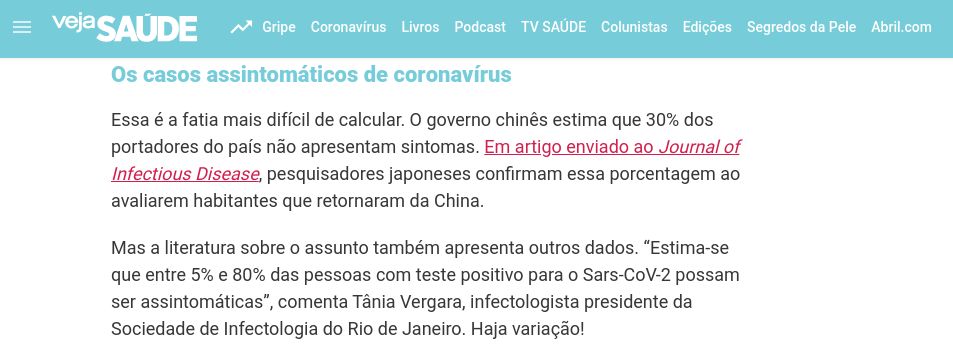 veja SAÚDE Gripe Coronavírus Livros Podcast TV SAÚDE Colunistas Edições Segredos da Pele Abril.com
Os casos assintomáticos de coronavírus
Essa é a fatia mais difícil de calcular. O governo chinês estima que 30% dos
portadores do país não apresentam sintomas. Em artigo enviado ao Journal of
Infectious Disease, pesquisadores japoneses confirmam essa porcentagem ao
avaliarem habitantes que retornaram da China.
Mas a literatura sobre o assunto também apresenta outros dados. “Estima-se
que entre 5% e 80% das pessoas com teste positivo para o Sars-CoV-2 possam
ser assintomáticas”, comenta Tânia Vergara, infectologista presidente da
Sociedade de Infectologia do Rio de Janeiro. Haja variação!